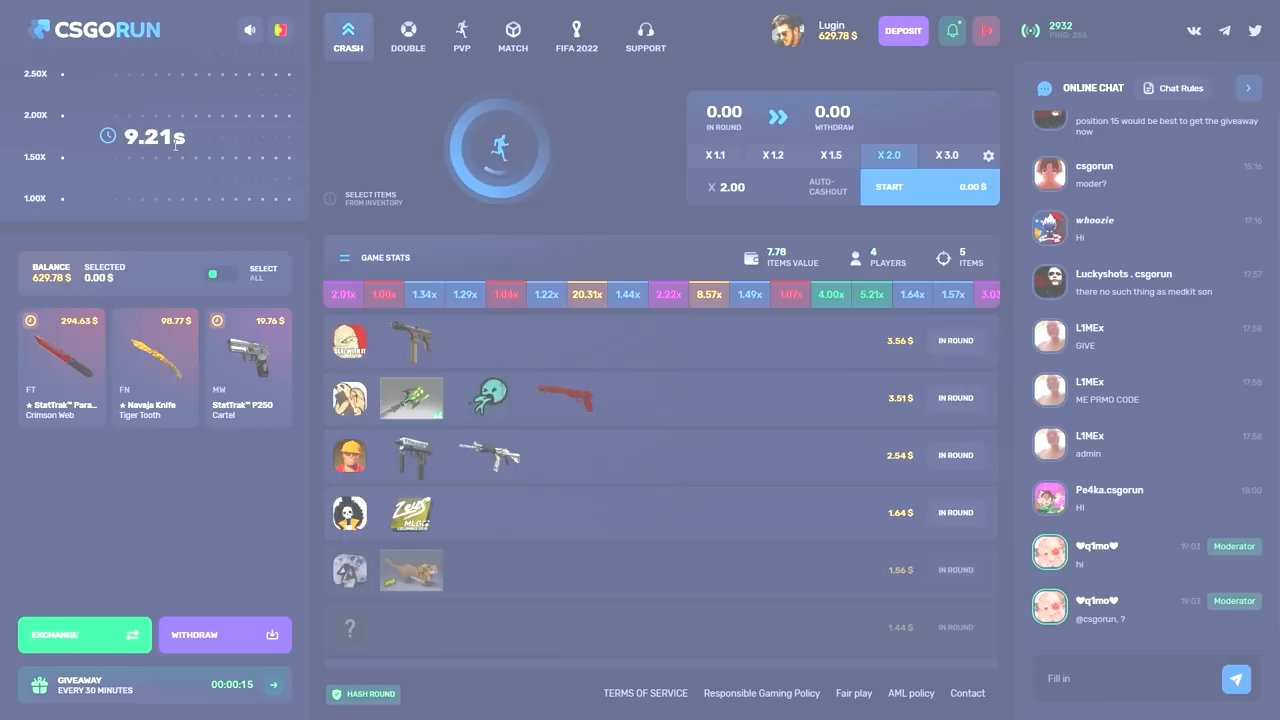 CSGORUN
2.50X
2.00X
9.21s
1.50X
1.00X
BALANCE
629.78 $
SELECTED
0.00 $
SELECT
ALL
294.63 $
FT
★ StatTrak™ Para...
Crimson Web
98.77 $
FN
★ Navaja Knife
Tiger Tooth
19.76 $
MW
StatTrak™ P250
Cartel
EXCHANGE
WITHDRAW
GIVEAWAY
EVERY 30 MINUTES
00:00:15
CRASH
DOUBLE
PVP
MATCH
FIFA 2022
SUPPORT
Lugin
629.78 $
DEPOSIT
2932
PING: 256
SELECT ITEMS
FROM INVENTORY
0.00
IN ROUND
0.00
WITHDRAW
X 1.1
X 1.2
X 1.5
X 2.0
X 3.0
X 2.00
AUTO-
CASHOUT
START
0.00 $
GAME STATS
7.78
ITEMS VALUE
4
PLAYERS
5
ITEMS
2.01x
1.00x
1.34x
1.29x
1.04x
1.22x
20.31x
1.44x
2.22x
8.57x
1.49x
1.07x
4.00x
5.21x
1.64x
1.57x
3.03
DEAL WITH IT
3.56 $
IN ROUND
3.51 $
IN ROUND
2.54 $
IN ROUND
Zeus
MLG
1.64 $
IN ROUND
1.56 $
IN ROUND
?
1.44 $
IN ROUND
HASH ROUND
TERMS OF SERVICE
Responsible Gaming Policy
Fair play
AML policy
Contact
ONLINE CHAT
Chat Rules
position 15 would be best to get the giveaway
now
csgorun
15:16
moder?
whoozie
17:16
Hi
Luckyshots . csgorun
17:57
there no such thing as medkit son
L1MEx
17:58
GIVE
L1MEx
17:58
ME PRMO CODE
L1MEx
17:58
admin
Pe4ka.csgorun
18:00
HI
❤q1mo❤
19:03
Moderator
hi
❤q1mo❤
19:03
Moderator
@csgorun, ?
Fill in